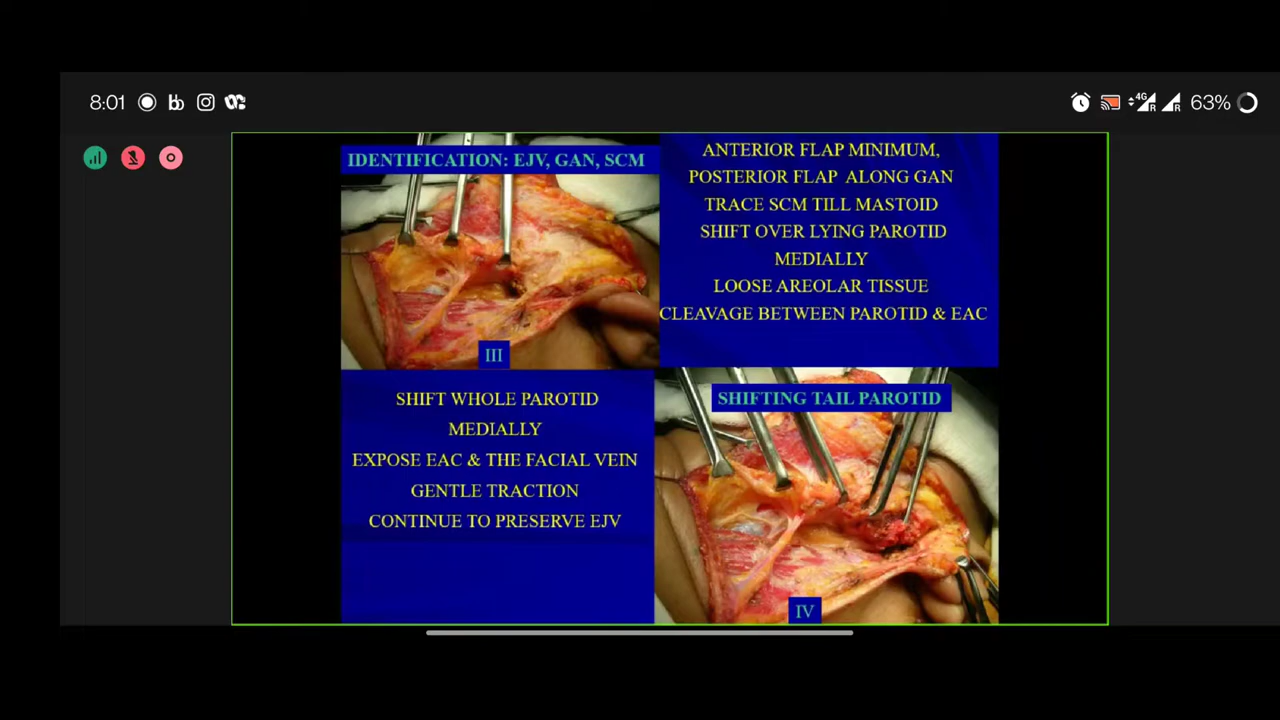 8:01
4G
R
R
63%
IDENTIFICATION: EJV, GAN, SCM
III
ANTERIOR FLAP MINIMUM,
POSTERIOR FLAP ALONG GAN
TRACE SCM TILL MASTOID
SHIFT OVER LYING PAROTID
MEDIALLY
LOOSE AREOLAR TISSUE
CLEAVAGE BETWEEN PAROTID & EAC
SHIFT WHOLE PAROTID
MEDIALLY
EXPOSE EAC & THE FACIAL VEIN
GENTLE TRACTION
CONTINUE TO PRESERVE EJV
SHIFTING TAIL PAROTID
IV